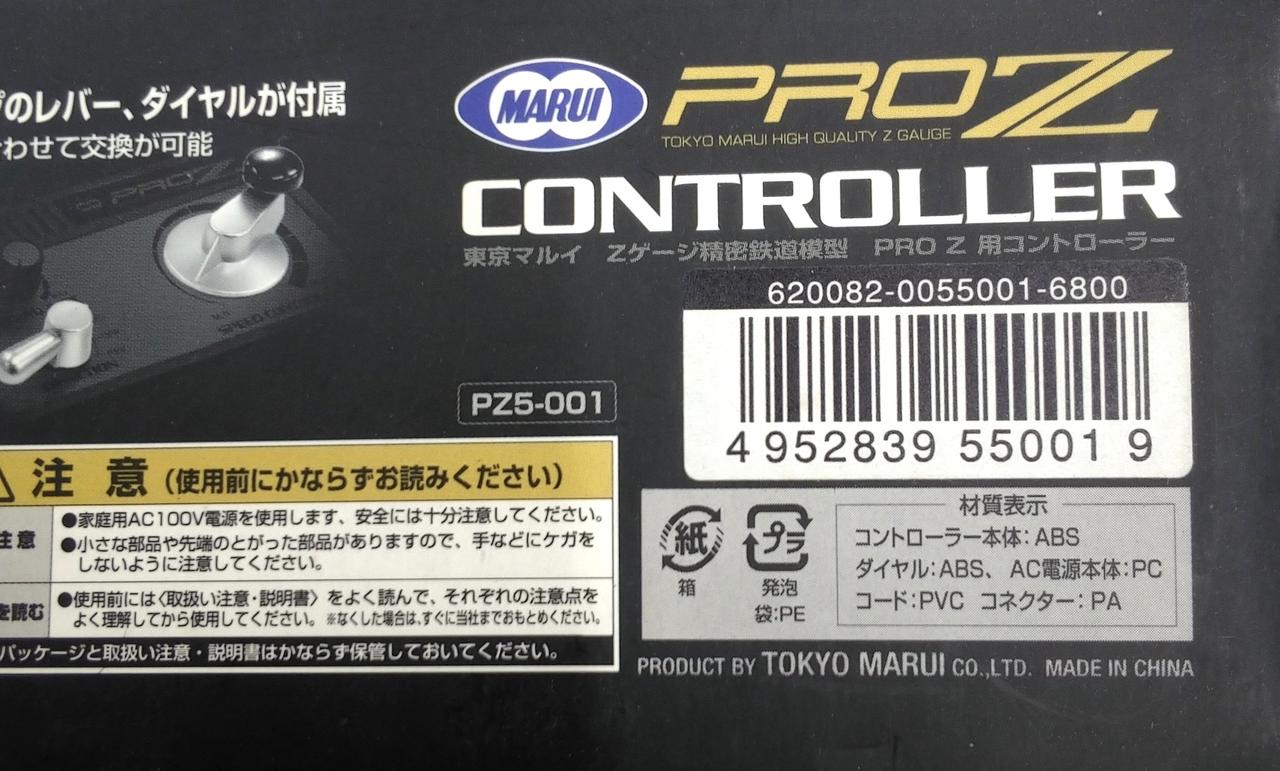 のレバー、ダイヤルが付属
わせて交換が可能
PROZ
MARUI
PROZ
TOKYO MARUI HIGH QUALITY Z GAUGE
CONTROLLER
東京マルイ Zゲージ精密鉄道模型 PRO Z 用コントローラー
620082-0055001-6800
4 952839 550019
PZ5-001
注意(使用前にかならずお読みください)
注意
●家庭用AC100V電源を使用します、安全には十分注意してください。
●小さな部品や先端のとがった部品がありますので、手などにケガを
しないように注意してください。
を読む
●使用前には〈取扱い注意・説明書〉をよく読んで、それぞれの注意点を
よく理解してから使用してください。※なくした場合は、すぐに当社までおもとめください。
パッケージと取扱い注意・説明書はかならず保管しておいてください。
紙
箱
プラ
発泡
袋:PE
材質表示
コントローラー本体:ABS
ダイヤル:ABS、AC電源本体:PC
コード:PVC コネクター:PA
PRODUCT BY TOKYO MARUI CO.,LTD. MADE IN CHINA